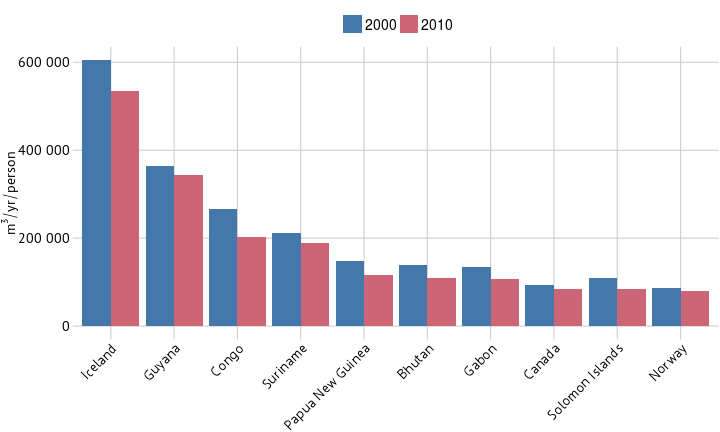 2000 2010
600 000
400 000
200 000
0
m³/yr/person
Iceland
Guyana
Congo
Suriname
Papua New Guinea
Bhutan
Gabon
Canada
Solomon Islands
Norway